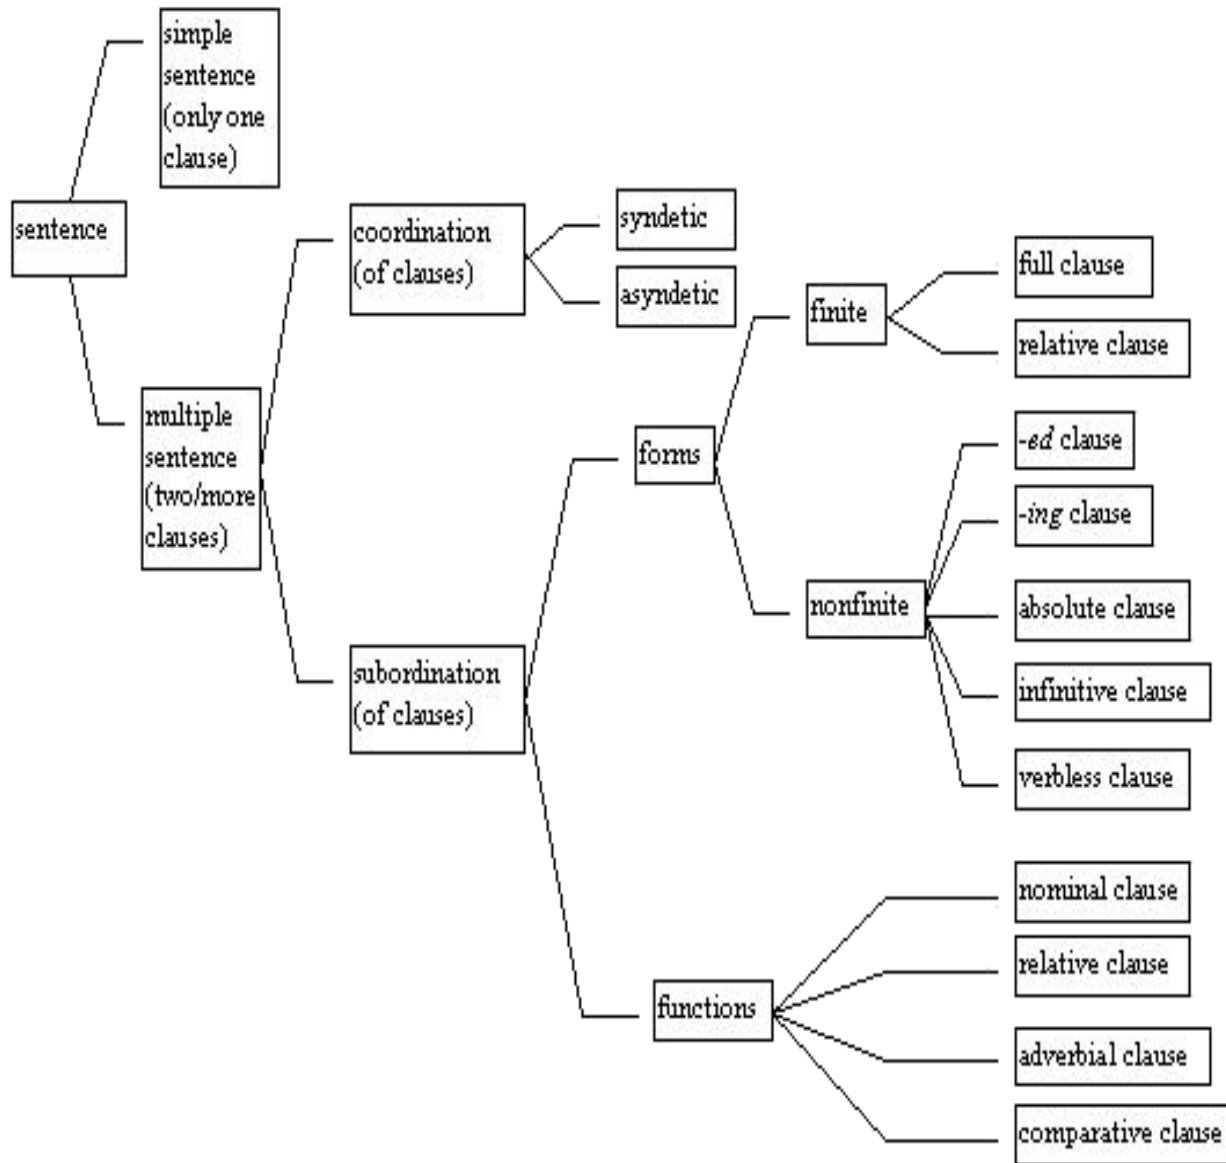 simple
sentence
(only one
clause)
sentence
multiple
sentence
(two/more
clauses)
coordination
(of clauses)
syndetic
asyndetic
subordination
(of clauses)
forms
finite
full clause
relative clause
nonfinite
-ed clause
-ing clause
absolute clause
infinitive clause
verbless clause
functions
nominal clause
relative clause
adverbial clause
comparative clause